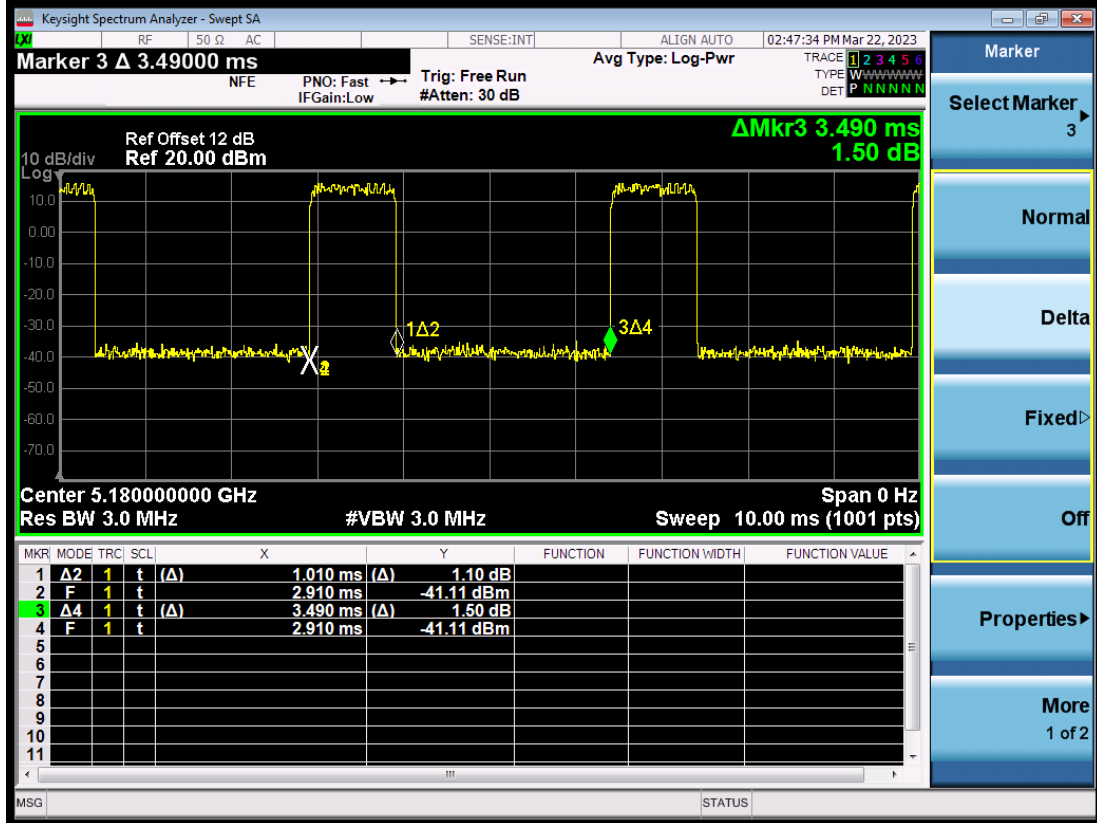 Keysight Spectrum Analyzer - Swept SA
LXI RF 50 Ω AC SENSE:INT ALIGN AUTO 02:47:34 PM Mar 22, 2023
Marker 3 Δ 3.49000 ms
NFE
PNO: Fast
IFGain:Low
Trig: Free Run
#Atten: 30 dB
Avg Type: Log-Pwr
TRACE 1 2 3 4 5 6
TYPE WWWWWW
DET P N N N N N
ΔMkr3 3.490 ms
1.50 dB
Ref Offset 12 dB
10 dB/div Ref 20.00 dBm
Log
10.0
0.00
-10.0
-20.0
-30.0
-40.0
-50.0
-60.0
-70.0
1Δ2
3Δ4
Center 5.180000000 GHz Span 0 Hz
Res BW 3.0 MHz #VBW 3.0 MHz Sweep 10.00 ms (1001 pts)
MKR MODE TRC SCL X Y FUNCTION FUNCTION WIDTH FUNCTION VALUE
1 Δ2 1 t (Δ) 1.010 ms (Δ) 1.10 dB
2 F 1 t 2.910 ms -41.11 dBm
3 Δ4 1 t (Δ) 3.490 ms (Δ) 1.50 dB
4 F 1 t 2.910 ms -41.11 dBm
5
6
7
8
9
10
11
MSG STATUS
Marker
Select Marker
3
Normal
Delta
Fixed
Off
Properties
More
1 of 2